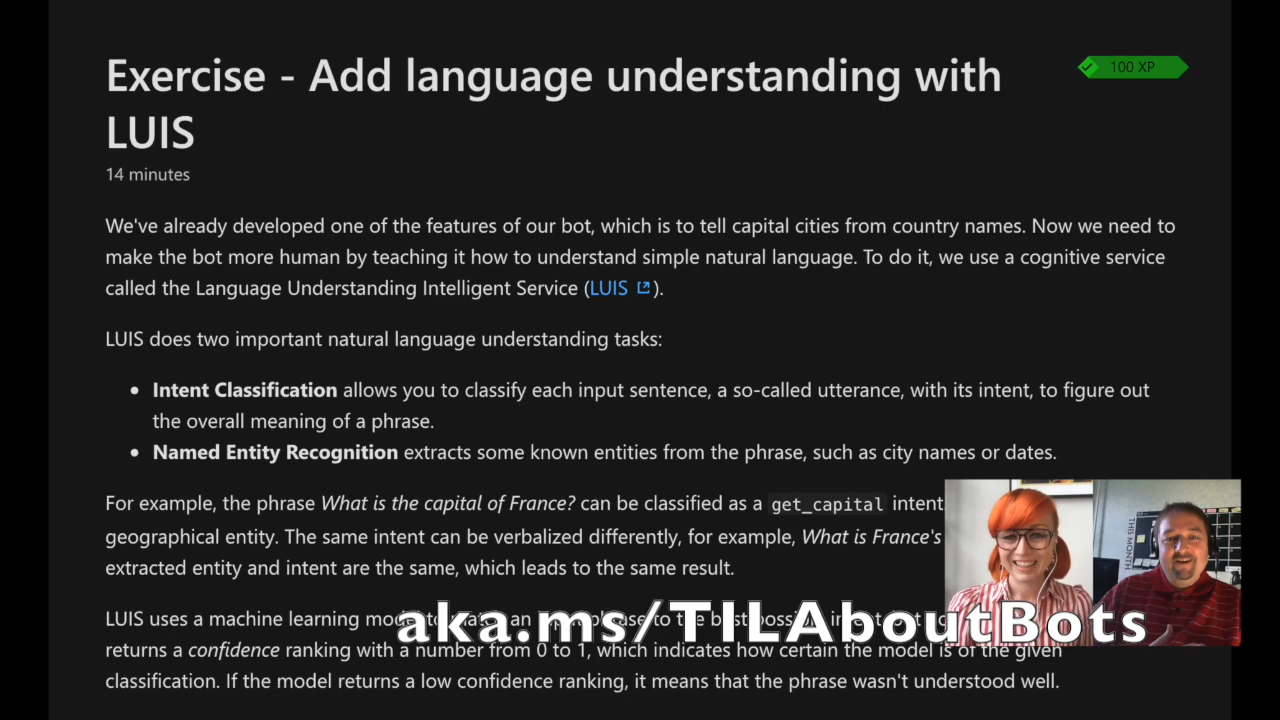 Exercise - Add language understanding with
LUIS
100 XP
14 minutes
We've already developed one of the features of our bot, which is to tell capital cities from country names. Now we need to
make the bot more human by teaching it how to understand simple natural language. To do it, we use a cognitive service
called the Language Understanding Intelligent Service (LUIS).
LUIS does two important natural language understanding tasks:
• Intent Classification allows you to classify each input sentence, a so-called utterance, with its intent, to figure out
the overall meaning of a phrase.
• Named Entity Recognition extracts some known entities from the phrase, such as city names or dates.
For example, the phrase What is the capital of France? can be classified as a get_capital intent
geographical entity. The same intent can be verbalized differently, for example, What is France's
extracted entity and intent are the same, which leads to the same result.
THIS MONTH
LUIS uses a machine learning to the
aka.ms/TILAboutBots
returns a confidence ranking with a number from 0 to 1, which indicates how certain the model is of the given
classification. If the model returns a low confidence ranking, it means that the phrase wasn't understood well.